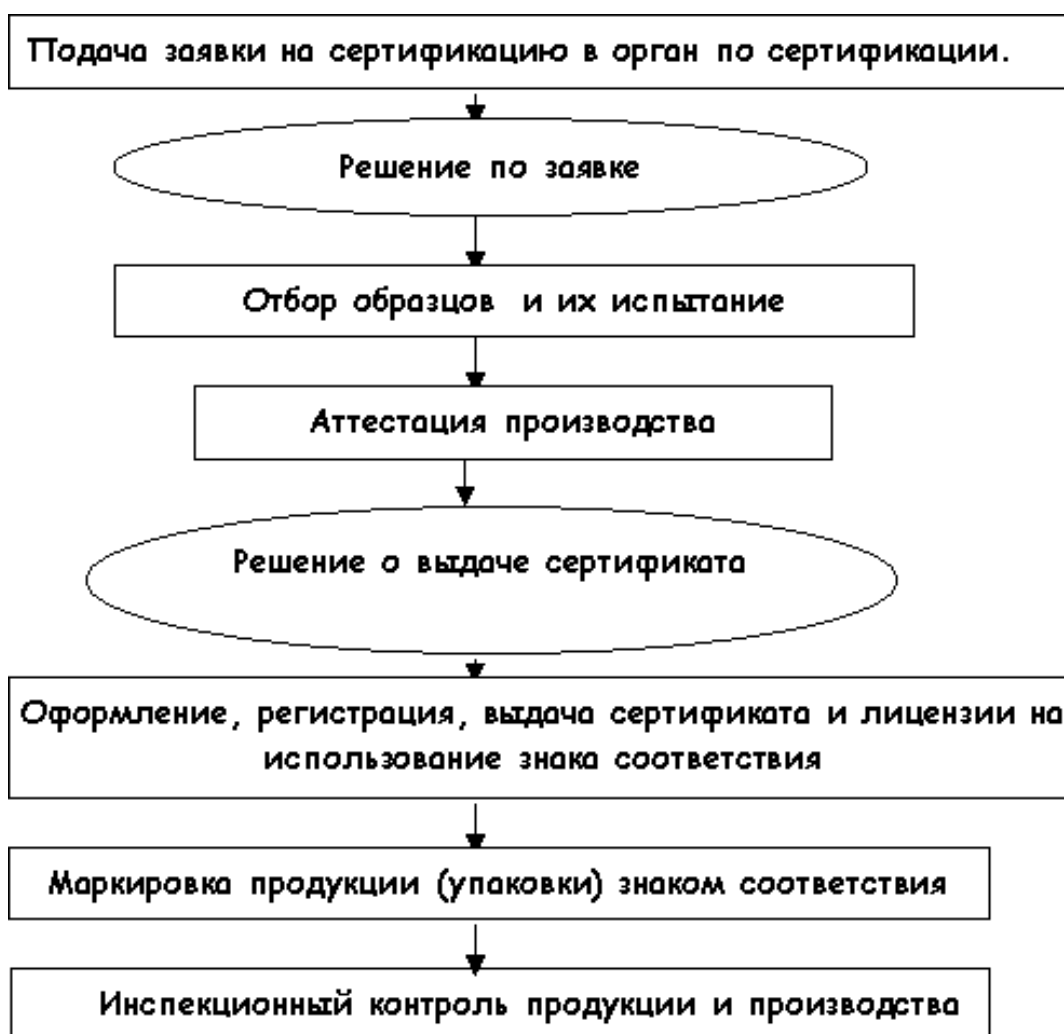 Подача заявки на сертификацию в орган по сертификации.
Решение по заявке
Отбор образцов и их испытание
Аттестация производства
Решение о выдаче сертификата
Оформление, регистрация, выдача сертификата и лицензии на
использование знака соответствия
Маркировка продукции (упаковки) знаком соответствия
Инспекционный контроль продукции и производства